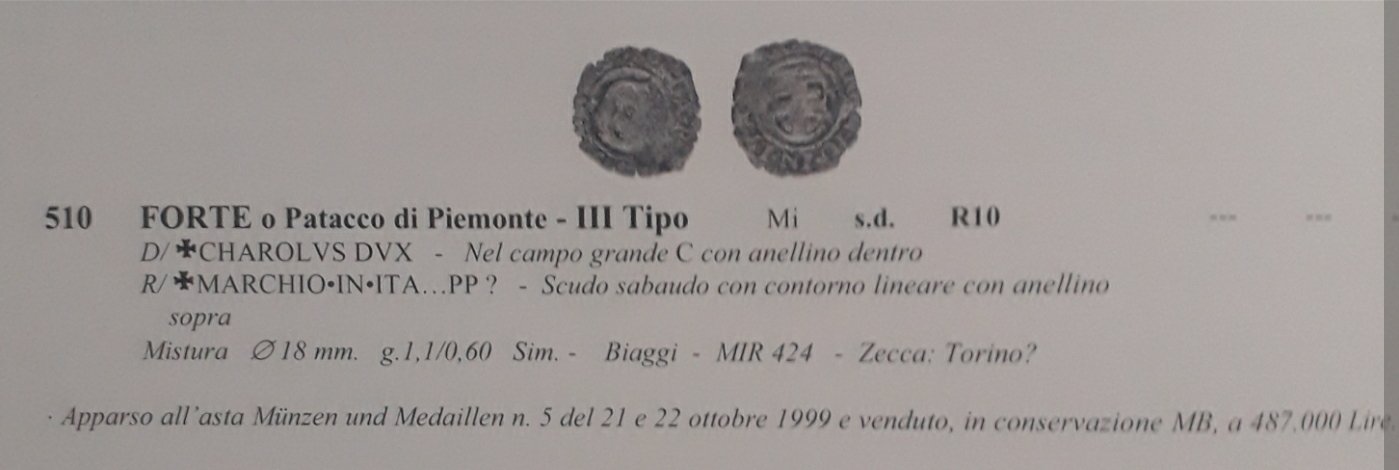 510 FORTE o Patacco di Piemonte - III Tipo Mi s.d. R10 --- ---
D/ ✠CHAROLVS DVX - Nel campo grande C con anellino dentro
R/ ✠MARCHIO•IN•ITA…PP ? - Scudo sabaudo con contorno lineare con anellino
sopra
Mistura Ø 18 mm. g.1,1/0,60 Sim. - Biaggi - MIR 424 - Zecca: Torino?
· Apparso all'asta Münzen und Medaillen n. 5 del 21 e 22 ottobre 1999 e venduto, in conservazione MB, a 487.000 Lire.